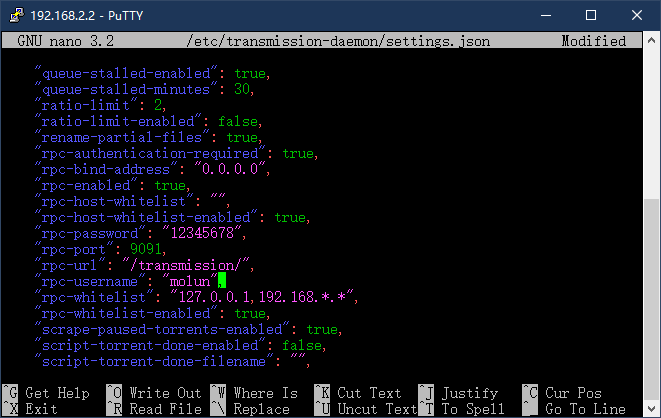 192.168.2.2 - PuTTY
GNU nano 3.2 /etc/transmission-daemon/settings.json Modified
"queue-stalled-enabled": true,
"queue-stalled-minutes": 30,
"ratio-limit": 2,
"ratio-limit-enabled": false,
"rename-partial-files": true,
"rpc-authentication-required": true,
"rpc-bind-address": "0.0.0.0",
"rpc-enabled": true,
"rpc-host-whitelist": "",
"rpc-host-whitelist-enabled": true,
"rpc-password": "12345678",
"rpc-port": 9091,
"rpc-url": "/transmission/",
"rpc-username": "molun",
"rpc-whitelist": "127.0.0.1,192.168.*.*",
"rpc-whitelist-enabled": true,
"scrape-paused-torrents-enabled": true,
"script-torrent-done-enabled": false,
"script-torrent-done-filename": "",
^G Get Help ^O Write Out ^W Where Is ^K Cut Text ^J Justify ^C Cur Pos
^X Exit ^R Read File ^\ Replace ^U Uncut Text ^T To Spell ^_ Go To Line